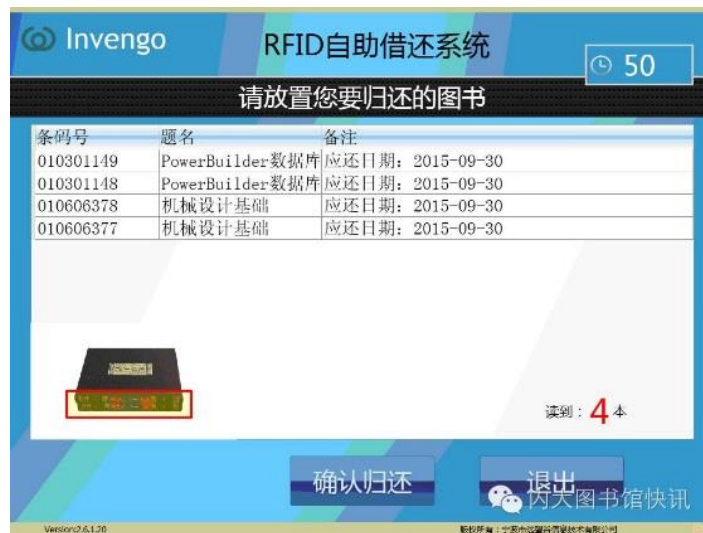 Invengo
RFID自助借还系统
50
请放置您要归还的图书
条码号 题名 备注
010301149 PowerBuilder数据库 应还日期：2015-09-30
010301148 PowerBuilder数据库 应还日期：2015-09-30
010606378 机械设计基础 应还日期：2015-09-30
010606377 机械设计基础 应还日期：2015-09-30
读到：4本
确认归还 退出
内大图书馆快讯
Version:2.6.1.20